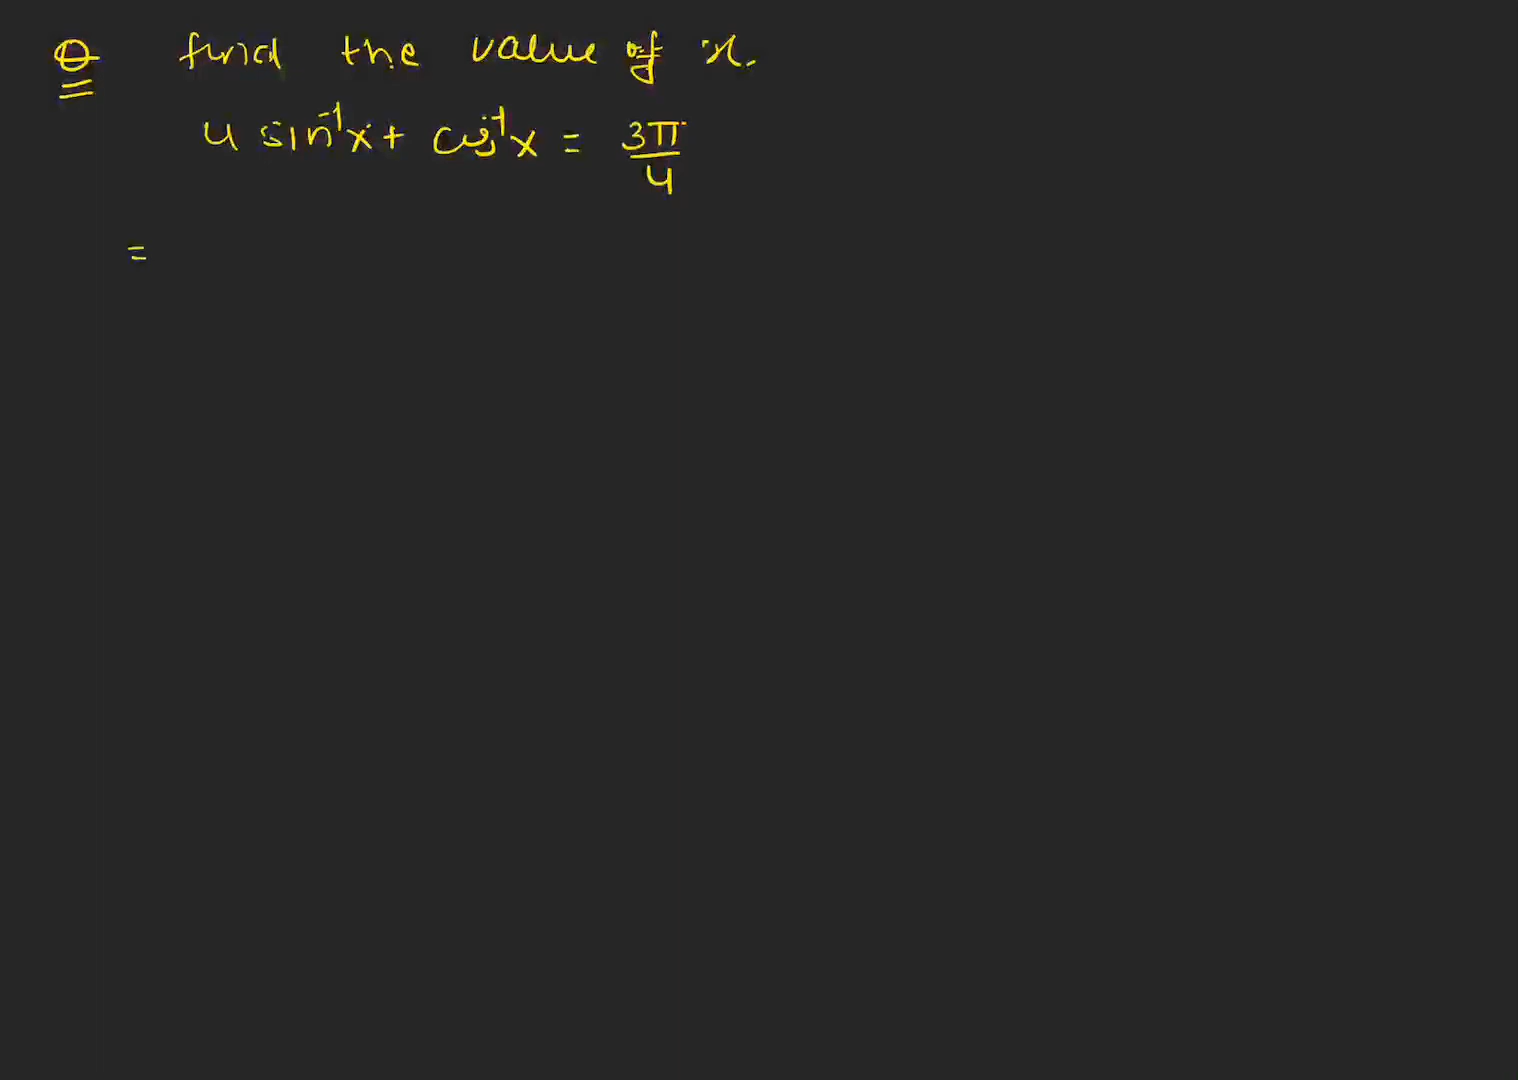 Q find the value of x.
4 sin⁻¹x + cos⁻¹x = 3π/4
=